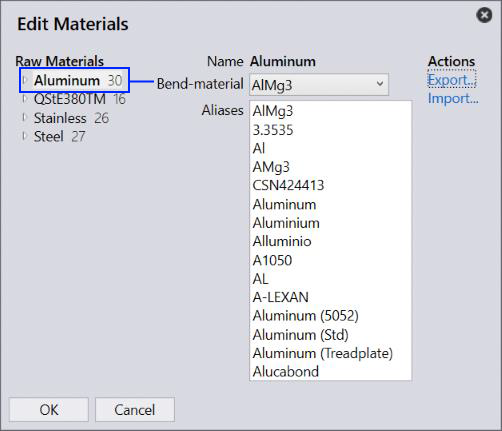 Edit Materials
Raw Materials
Aluminum 30
QStE380TM 16
Stainless 26
Steel 27
Name Aluminum
Bend-material AlMg3
Aliases
AlMg3
3.3535
Al
AMg3
CSN424413
Aluminum
Aluminium
Alluminio
A1050
AL
A-LEXAN
Aluminum (5052)
Aluminum (Std)
Aluminum (Treadplate)
Alucabond
Actions
Export...
Import...
OK Cancel